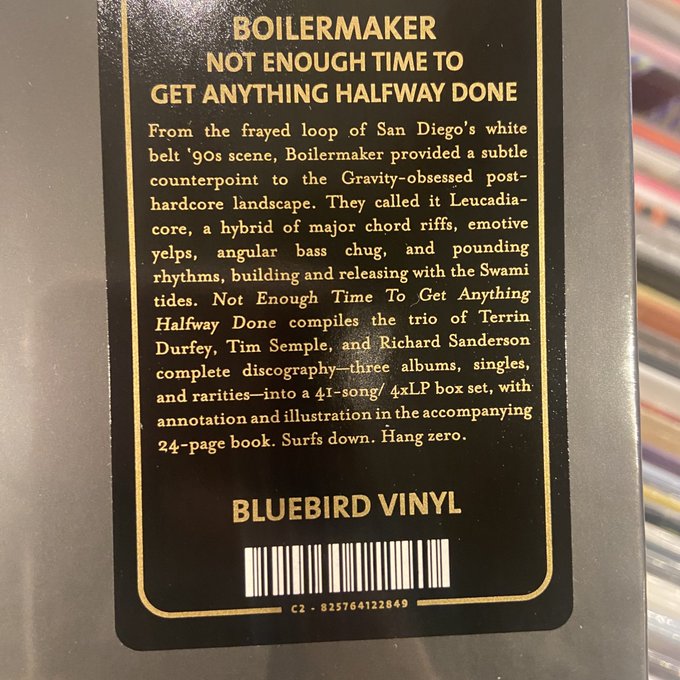 BOILERMAKER
NOT ENOUGH TIME TO
GET ANYTHING HALFWAY DONE
From the frayed loop of San Diego's white
belt '90s scene, Boilermaker provided a subtle
counterpoint to the Gravity-obsessed post-
hardcore landscape. They called it Leucadia-
core, a hybrid of major chord riffs, emotive
yelps, angular bass chug, and pounding
rhythms, building and releasing with the Swami
tides. Not Enough Time To Get Anything
Halfway Done compiles the trio of Terrin
Durfey, Tim Semple, and Richard Sanderson
complete discography—three albums, singles,
and rarities—into a 41-song/ 4xLP box set, with
annotation and illustration in the accompanying
24-page book. Surfs down. Hang zero.
BLUEBIRD VINYL
C2 - 825764122849